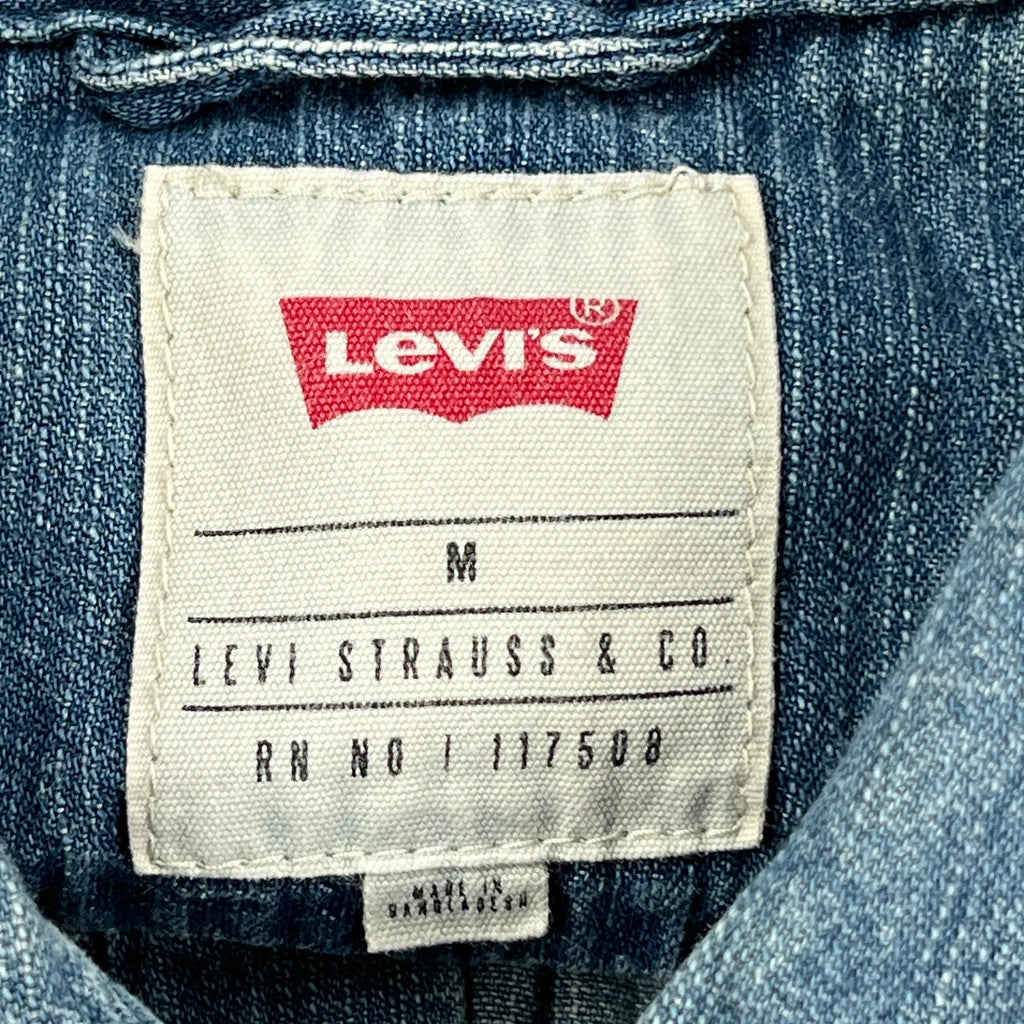 LEVI'S®
M
LEVI STRAUSS & CO.
RN NO / 117508
MADE IN
BANGLADESH